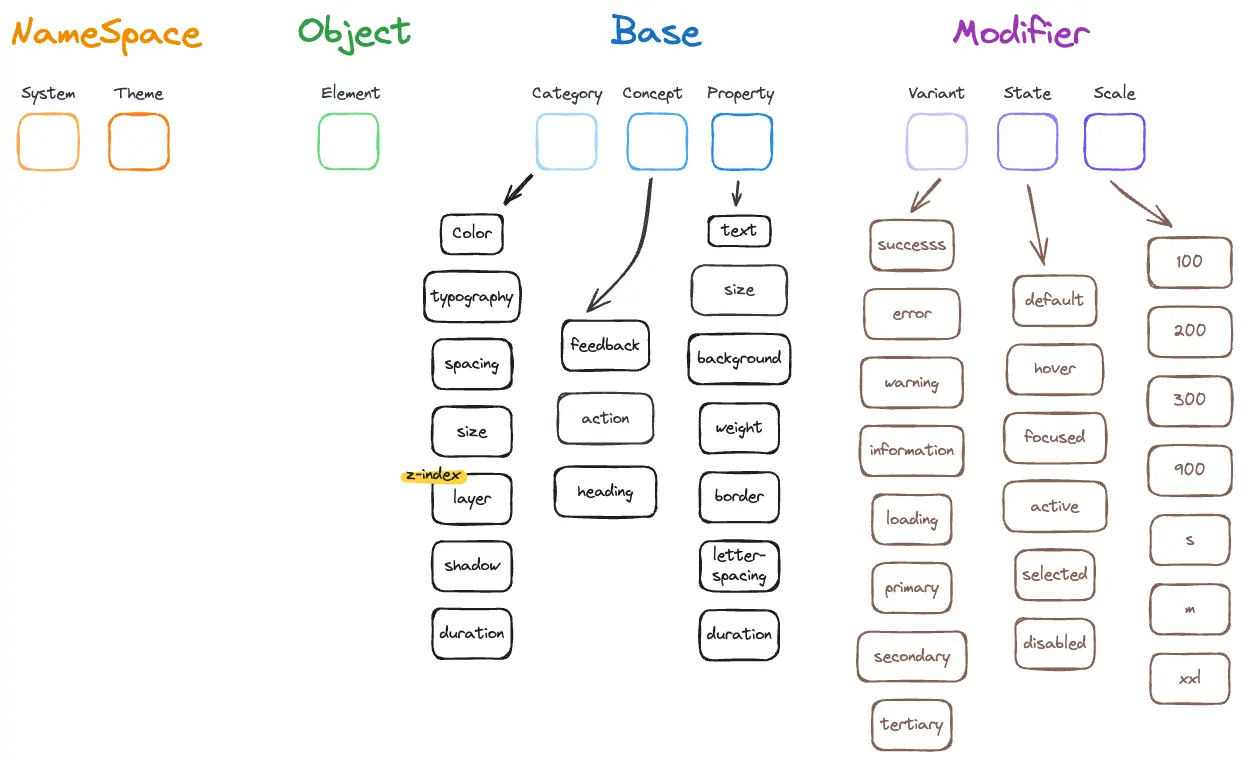 NameSpace
Object
Base
Modifier
System
Theme
Element
Category
Concept
Property
Variant
State
Scale
Color
typography
spacing
size
z-index
layer
shadow
duration
feedback
action
heading
text
size
background
weight
border
letter-
spacing
duration
successs
error
warning
information
loading
primary
secondary
tertiary
default
hover
focused
active
selected
disabled
100
200
300
900
s
m
xxl